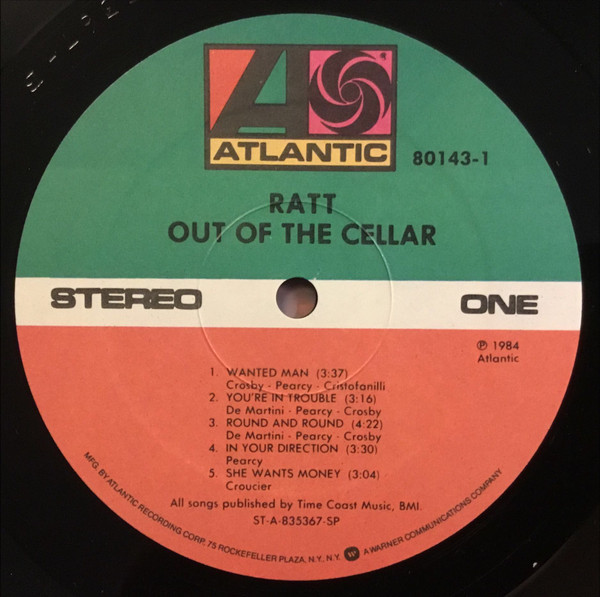 ATLANTIC
80143-1
RATT
OUT OF THE CELLAR
STEREO
ONE
℗ 1984
Atlantic
1. WANTED MAN (3:37)
Crosby - Pearcy - Cristofanilli
2. YOU'RE IN TROUBLE (3:16)
De Martini - Pearcy - Crosby
3. ROUND AND ROUND (4:22)
De Martini - Pearcy - Crosby
4. IN YOUR DIRECTION (3:30)
Pearcy
5. SHE WANTS MONEY (3:04)
Croucier
All songs published by Time Coast Music, BMI.
ST-A-835367-SP
MFG. BY ATLANTIC RECORDING CORP. 75 ROCKEFELLER PLAZA, N.Y., N.Y. W A WARNER COMMUNICATIONS COMPANY